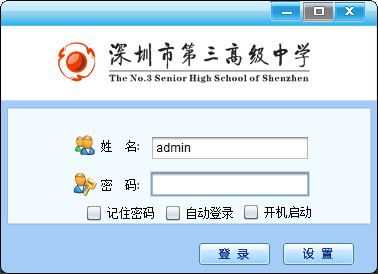 深圳市第三高级中学
The No.3 Senior High School of Shenzhen
姓 名: admin
密 码:
记住密码 自动登录 开机启动
登 录 设 置